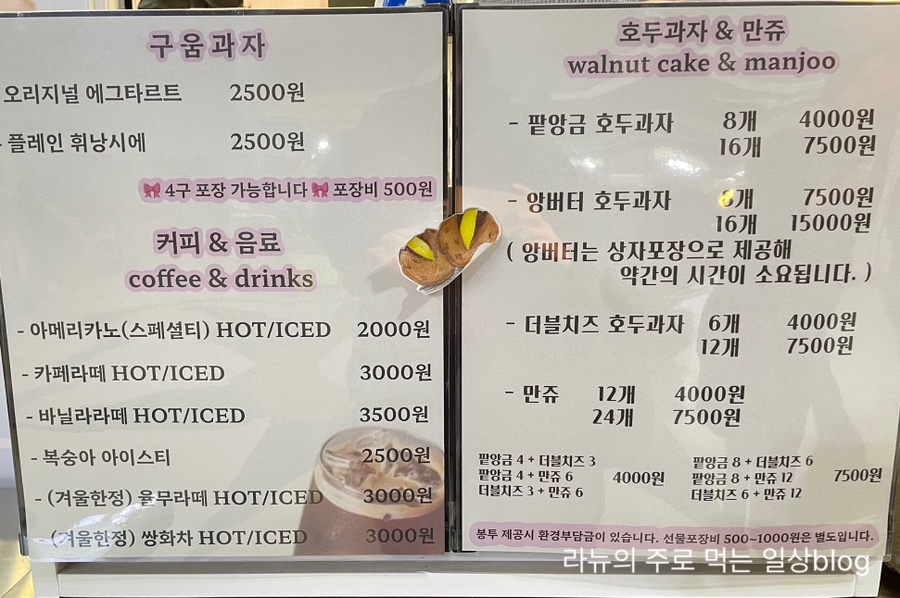 구움과자
오리지널 에그타르트 2500원
- 플레인 휘낭시에 2500원
4구 포장 가능합니다 포장비 500원
커피 & 음료
coffee & drinks
- 아메리카노(스페셜티) HOT/ICED 2000원
- 카페라떼 HOT/ICED 3000원
- 바닐라라떼 HOT/ICED 3500원
- 복숭아 아이스티 2500원
- (겨울한정) 율무라떼 HOT/ICED 3000원
- (겨울한정) 쌍화차 HOT/ICED 3000원
호두과자 & 만쥬
walnut cake & manjoo
- 팥앙금 호두과자 8개 4000원
16개 7500원
- 앙버터 호두과자 개 7500원
16개 15000원
( 앙버터는 상자포장으로 제공해
약간의 시간이 소요됩니다. )
- 더블치즈 호두과자 6개 4000원
12개 7500원
- 만쥬 12개 4000원
24개 7500원
팥앙금 4 + 더블치즈 3
팥앙금 4 + 만쥬 6 4000원
더블치즈 3 + 만쥬 6
팥앙금 8 + 더블치즈 6
팥앙금 8 + 만쥬 12 7500원
더블치즈 6 + 만쥬 12
봉투 제공시 환경부담금이 있습니다. 선물포장비 500~1000원은 별도입니다.
라뉴의 주로 먹는 일상blog